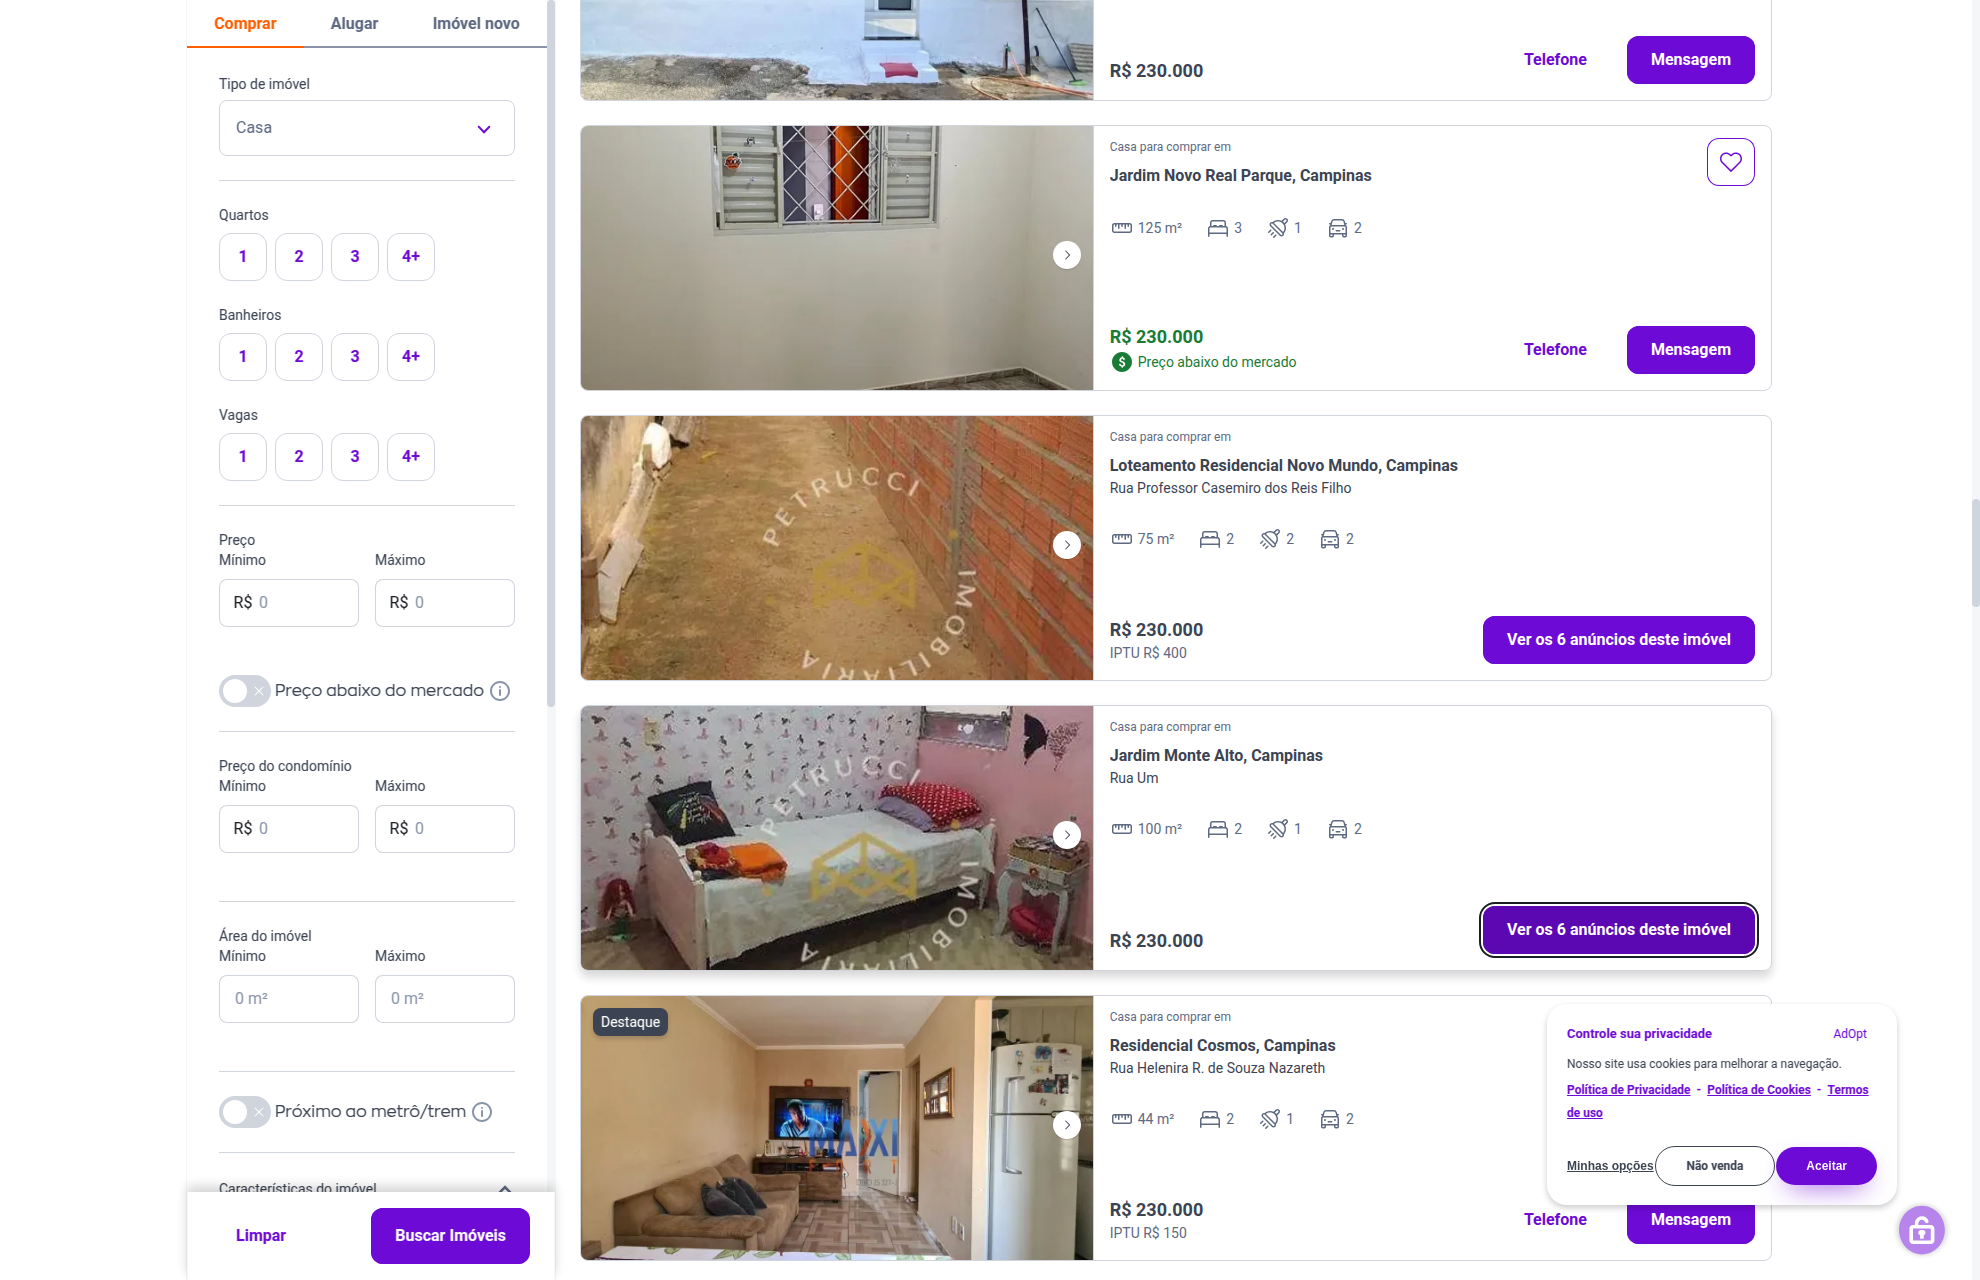 Comprar
Alugar
Imóvel novo
Tipo de imóvel
Casa
Quartos
1
2
3
4+
Banheiros
1
2
3
4+
Vagas
1
2
3
4+
Preço
Mínimo
Máximo
R$ 0
R$ 0
Preço abaixo do mercado
Preço do condomínio
Mínimo
Máximo
R$ 0
R$ 0
Área do imóvel
Mínimo
Máximo
0 m²
0 m²
Próximo ao metrô/trem
Características do imóvel
Limpar
Buscar Imóveis
R$ 230.000
Telefone
Mensagem
Casa para comprar em
Jardim Novo Real Parque, Campinas
125 m²
3
1
2
R$ 230.000
Preço abaixo do mercado
Telefone
Mensagem
PETRUCCI
IMOBILIARIA
Casa para comprar em
Loteamento Residencial Novo Mundo, Campinas
Rua Professor Casemiro dos Reis Filho
75 m²
2
2
2
R$ 230.000
IPTU R$ 400
Ver os 6 anúncios deste imóvel
PETRUCCI
IMOBILIARIA
Casa para comprar em
Jardim Monte Alto, Campinas
Rua Um
100 m²
2
1
2
R$ 230.000
Ver os 6 anúncios deste imóvel
Destaque
Casa para comprar em
Residencial Cosmos, Campinas
Rua Helenira R. de Souza Nazareth
44 m²
2
1
2
R$ 230.000
IPTU R$ 150
Telefone
Mensagem
Controle sua privacidade
AdOpt
Nosso site usa cookies para melhorar a navegação.
Política de Privacidade - Política de Cookies - Termos
de uso
Minhas opções
Não venda
Aceitar